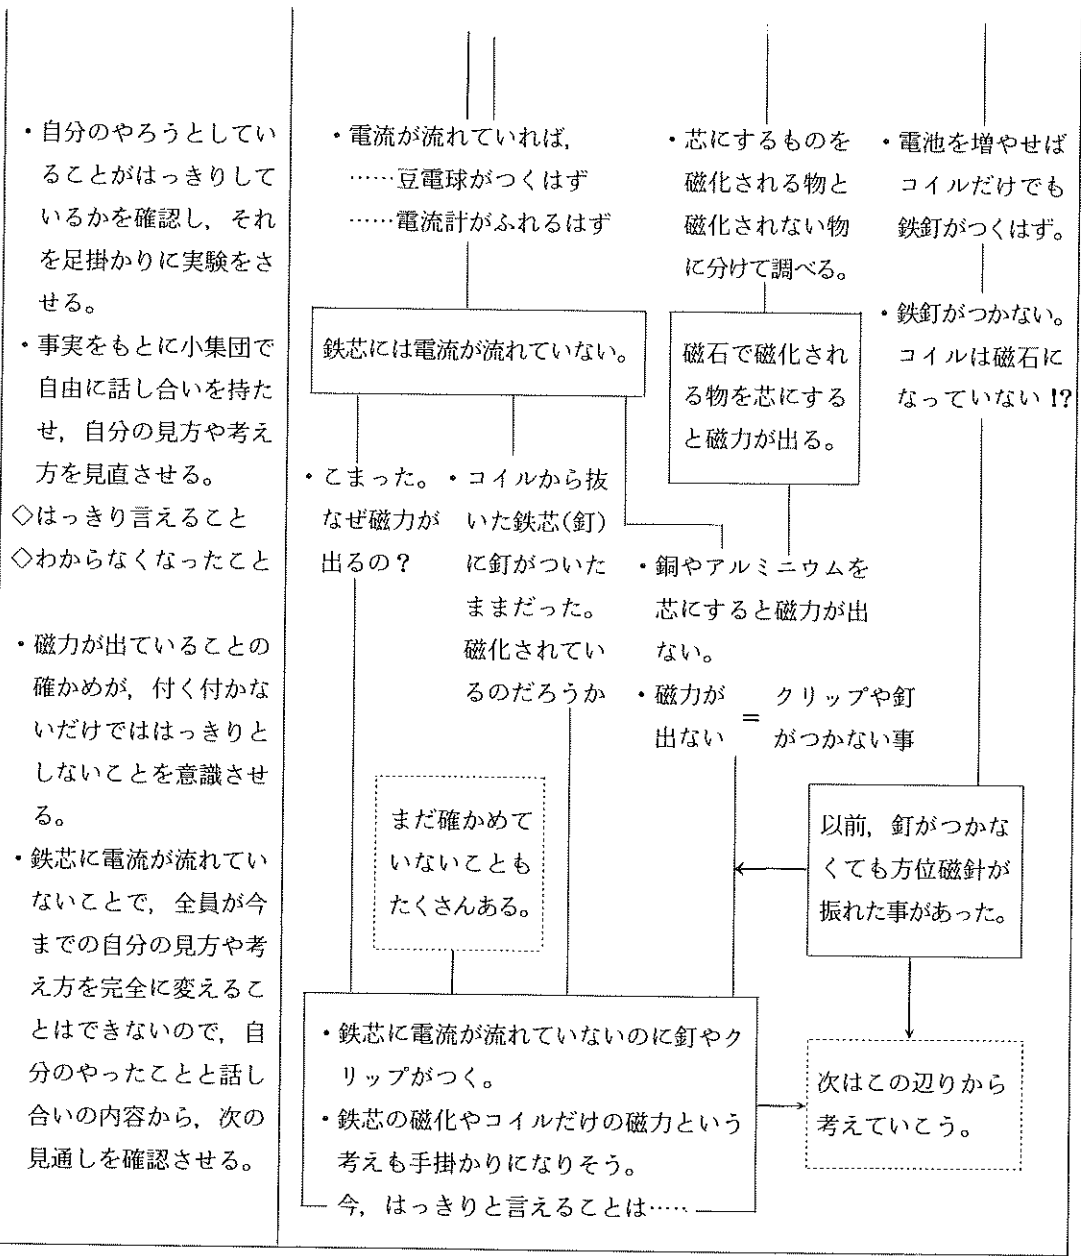 ・自分のやろうとしてい
ることがはっきりして
いるかを確認し，それ
を足掛かりに実験をさ
せる。
・事実をもとに小集団で
自由に話し合いを持た
せ，自分の見方や考え
方を見直させる。
◇はっきり言えること
◇わからなくなったこと
・磁力が出ていることの
確かめが，付く付かな
いだけでははっきりと
しないことを意識させ
る。
・鉄芯に電流が流れてい
ないことで，全員が今
までの自分の見方や考
え方を完全に変えるこ
とはできないので，自
分のやったことと話し
合いの内容から，次の
見通しを確認させる。
・電流が流れていれば，
……豆電球がつくはず
……電流計がふれるはず
鉄芯には電流が流れていない。
・こまった。
なぜ磁力が
出るの？
・コイルから抜
いた鉄芯(釘)
に釘がついた
ままだった。
磁化されてい
るのだろうか
・芯にするものを
磁化される物と
磁化されない物
に分けて調べる。
磁石で磁化され
る物を芯にする
と磁力が出る。
・銅やアルミニウムを
芯にすると磁力が出
ない。
・磁力が
出ない
＝
クリップや釘
がつかない事
・電池を増やせば
コイルだけでも
鉄釘がつくはず。
・鉄釘がつかない。
コイルは磁石に
なっていない !?
まだ確かめて
いないことも
たくさんある。
以前，釘がつかな
くても方位磁針が
振れた事があった。
・鉄芯に電流が流れていないのに釘やク
リップがつく。
・鉄芯の磁化やコイルだけの磁力という
考えも手掛かりになりそう。
今，はっきりと言えることは……
次はこの辺りから
考えていこう。